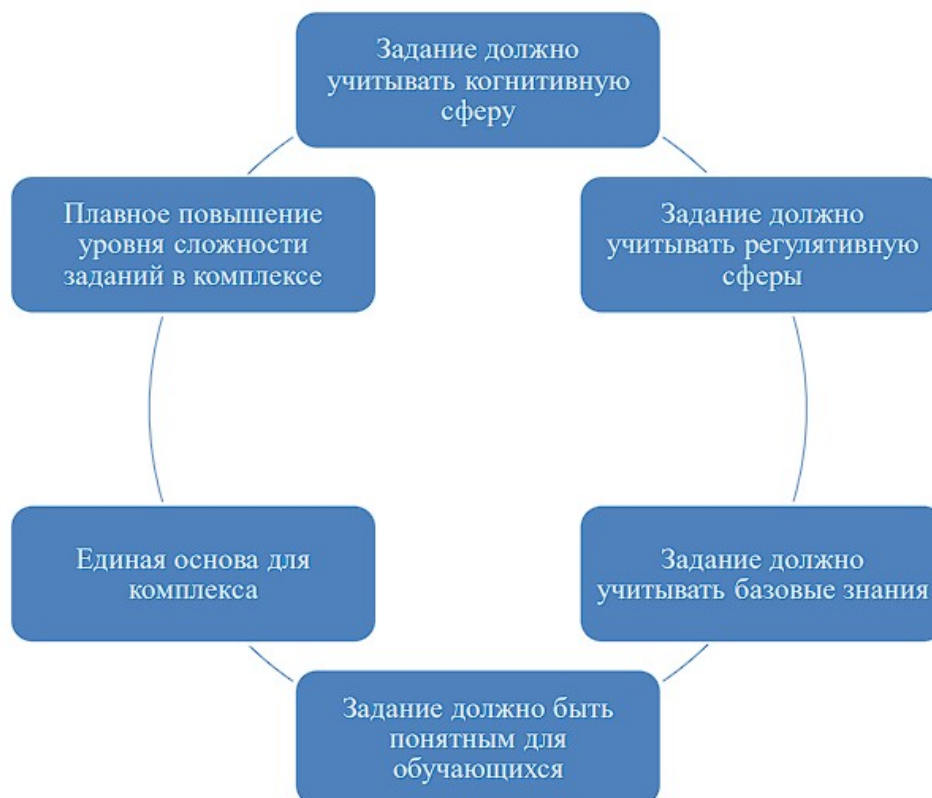 Задание должно
учитывать когнитивную
сферу
Задание должно
учитывать регулятивную
сферы
Задание должно
учитывать базовые знания
Задание должно быть
понятным для
обучающихся
Единая основа для
комплекса
Плавное повышение
уровня сложности
заданий в комплексе